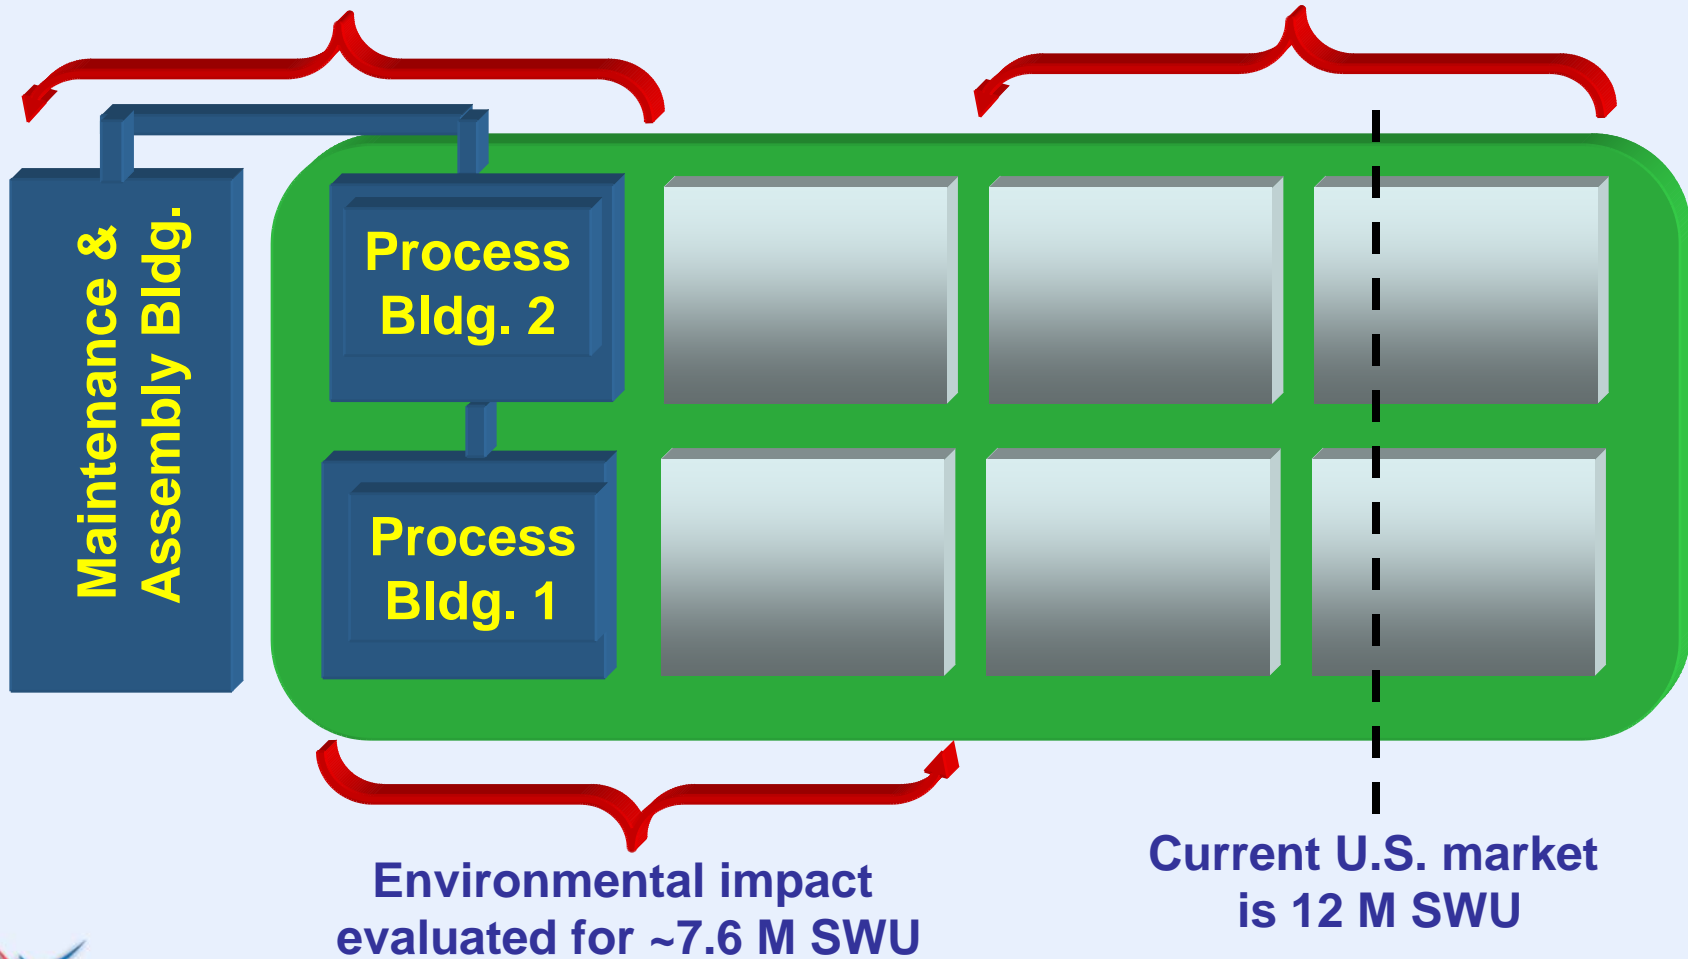 Maintenance &
Assembly Bldg.
Process
Bldg. 2
Process
Bldg. 1
Environmental impact
evaluated for ~7.6 M SWU
Current U.S. market
is 12 M SWU